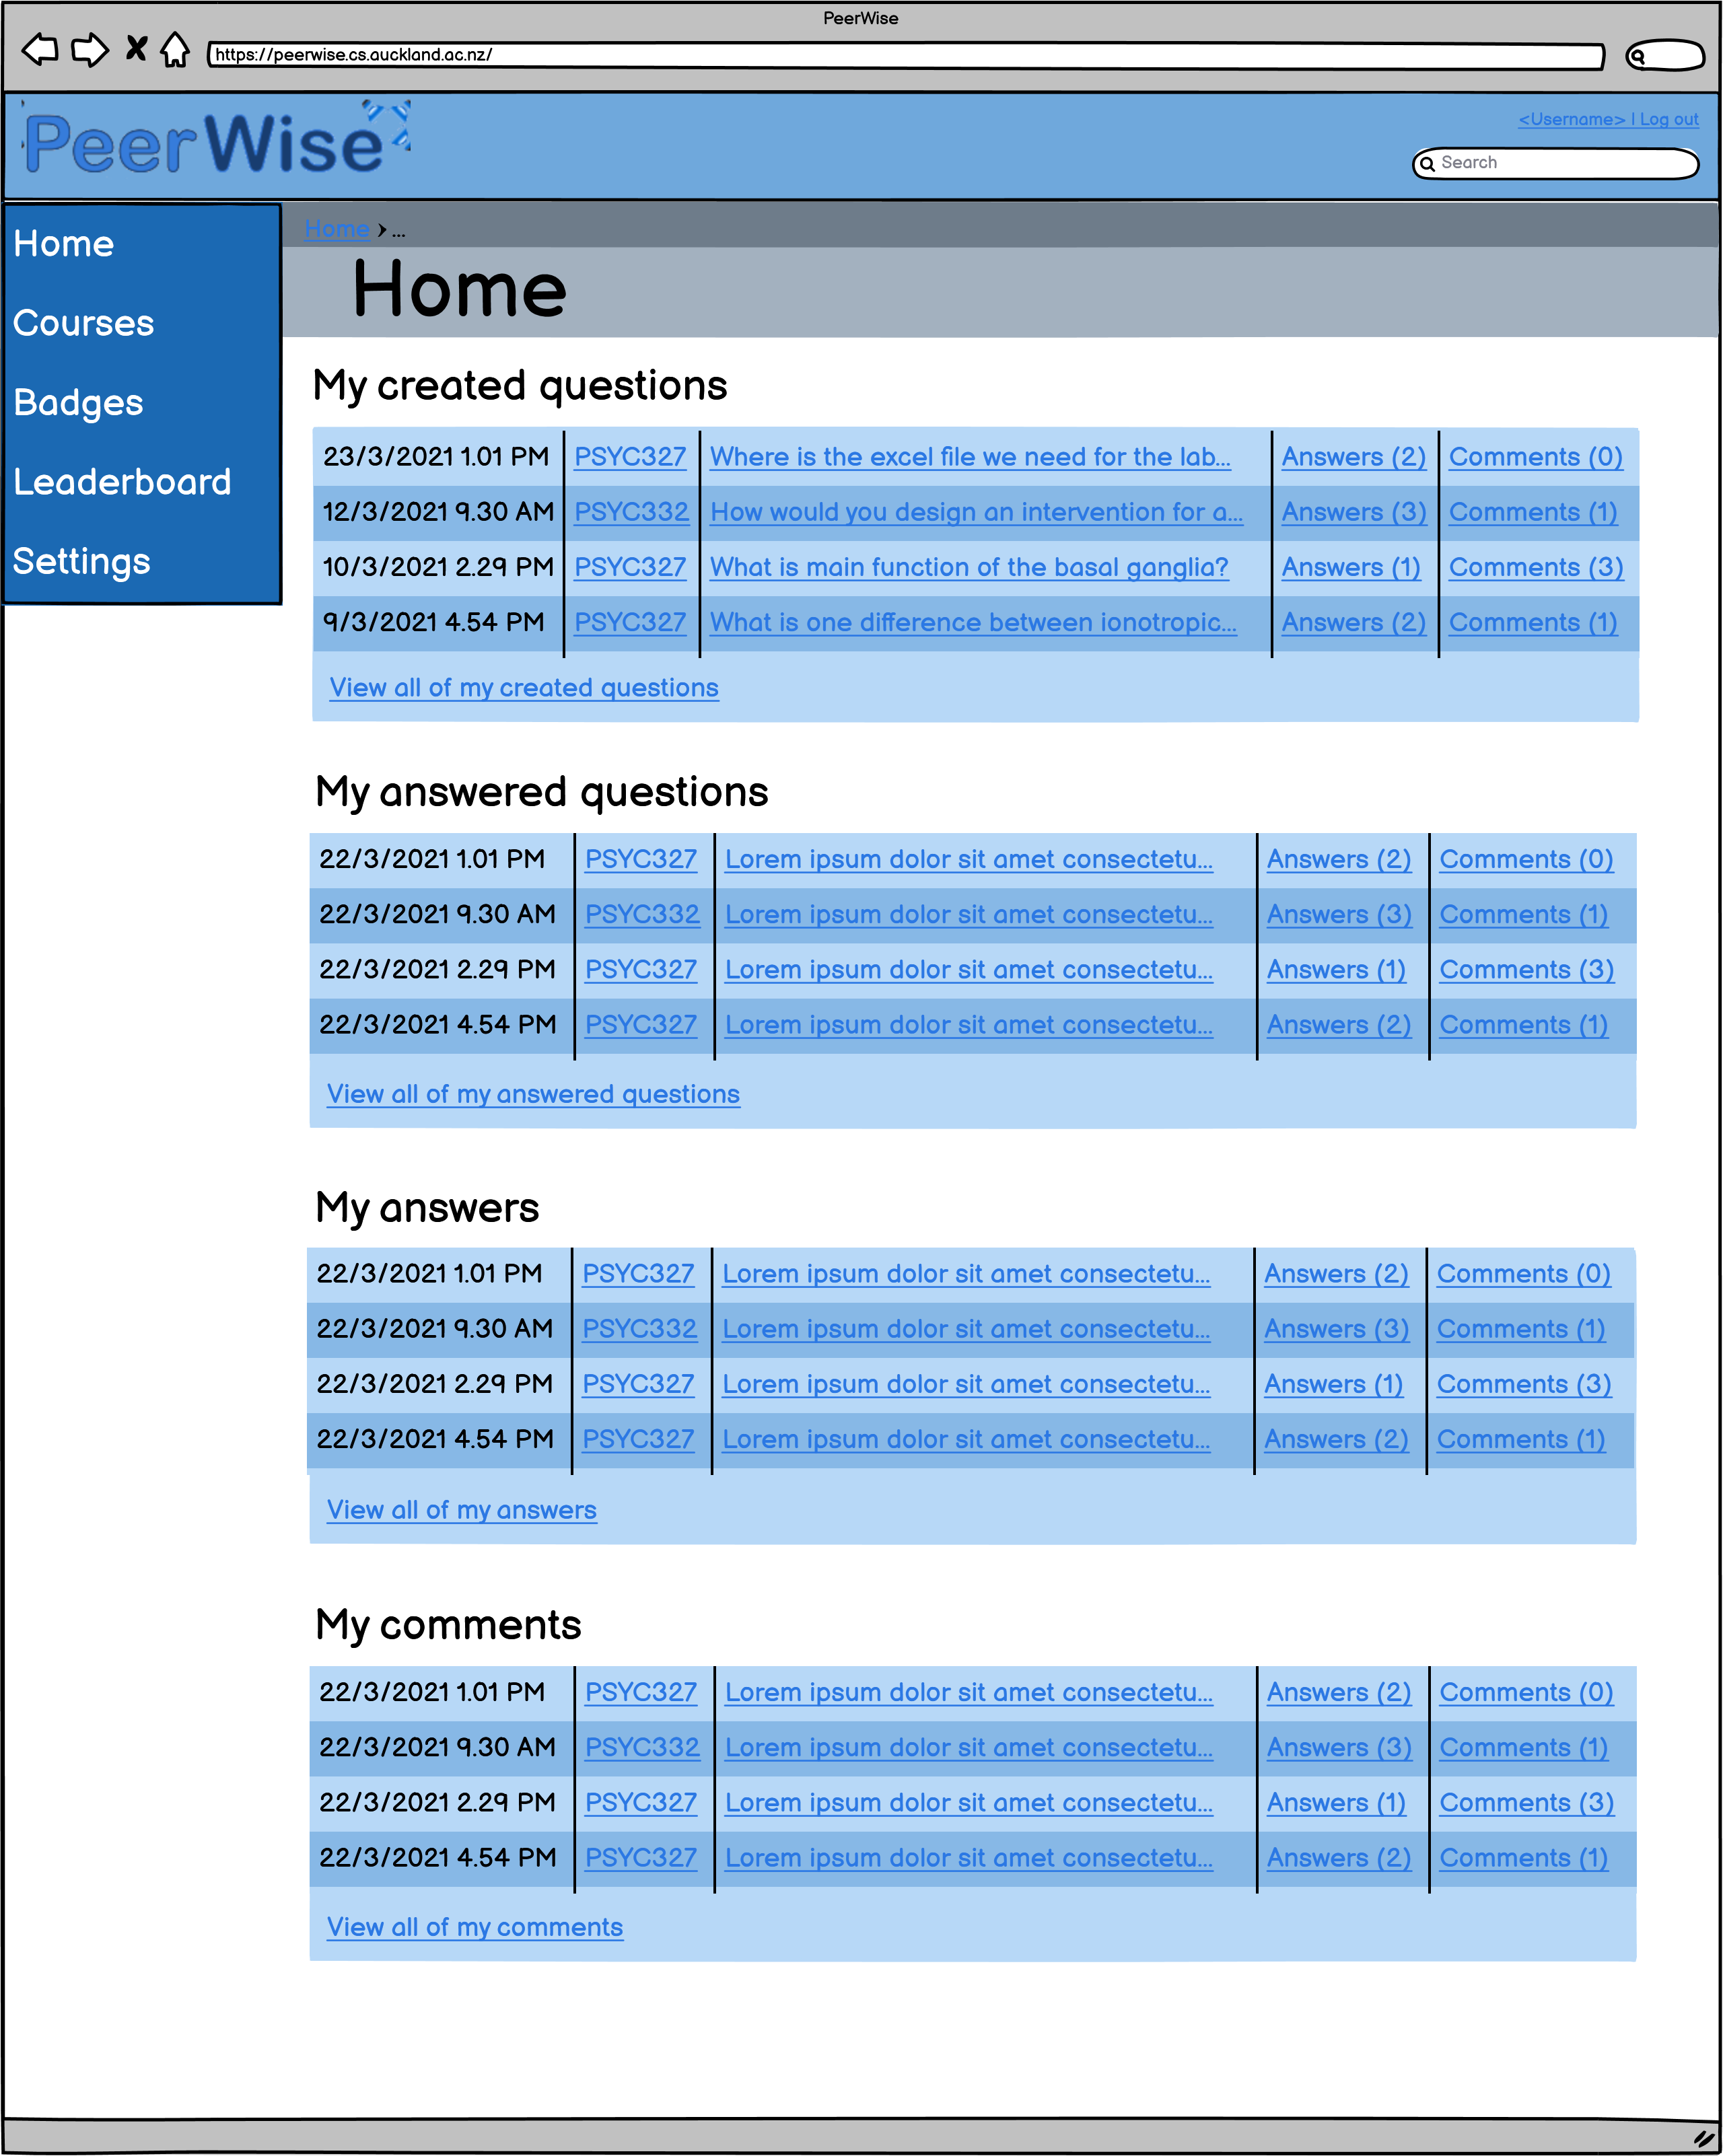 PeerWise
https://peerwise.cs.auckland.ac.nz/
PeerWise
<Username> | Log out
Search
Home
Courses
Badges
Leaderboard
Settings
Home > ...
Home
My created questions
23/3/2021 1.01 PM PSYC327 Where is the excel file we need for the lab... Answers (2) Comments (0)
12/3/2021 9.30 AM PSYC332 How would you design an intervention for a... Answers (3) Comments (1)
10/3/2021 2.29 PM PSYC327 What is main function of the basal ganglia? Answers (1) Comments (3)
9/3/2021 4.54 PM PSYC327 What is one difference between ionotropic... Answers (2) Comments (1)
View all of my created questions
My answered questions
22/3/2021 1.01 PM PSYC327 Lorem ipsum dolor sit amet consectetu... Answers (2) Comments (0)
22/3/2021 9.30 AM PSYC332 Lorem ipsum dolor sit amet consectetu... Answers (3) Comments (1)
22/3/2021 2.29 PM PSYC327 Lorem ipsum dolor sit amet consectetu... Answers (1) Comments (3)
22/3/2021 4.54 PM PSYC327 Lorem ipsum dolor sit amet consectetu... Answers (2) Comments (1)
View all of my answered questions
My answers
22/3/2021 1.01 PM PSYC327 Lorem ipsum dolor sit amet consectetu... Answers (2) Comments (0)
22/3/2021 9.30 AM PSYC332 Lorem ipsum dolor sit amet consectetu... Answers (3) Comments (1)
22/3/2021 2.29 PM PSYC327 Lorem ipsum dolor sit amet consectetu... Answers (1) Comments (3)
22/3/2021 4.54 PM PSYC327 Lorem ipsum dolor sit amet consectetu... Answers (2) Comments (1)
View all of my answers
My comments
22/3/2021 1.01 PM PSYC327 Lorem ipsum dolor sit amet consectetu... Answers (2) Comments (0)
22/3/2021 9.30 AM PSYC332 Lorem ipsum dolor sit amet consectetu... Answers (3) Comments (1)
22/3/2021 2.29 PM PSYC327 Lorem ipsum dolor sit amet consectetu... Answers (1) Comments (3)
22/3/2021 4.54 PM PSYC327 Lorem ipsum dolor sit amet consectetu... Answers (2) Comments (1)
View all of my comments